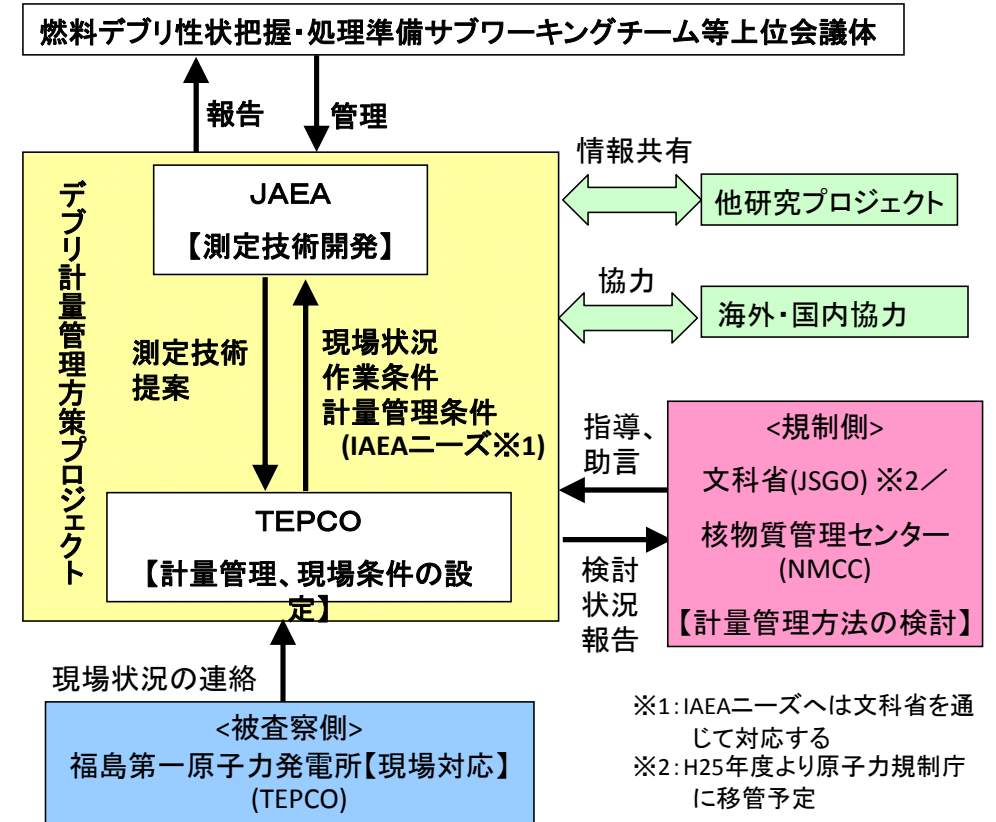 燃料デブリ性状把握・処理準備サブワーキングチーム等上位会議体
報告
管理
デブリ計量管理方策プロジェクト
JAEA
【測定技術開発】
測定技術
提案
現場状況
作業条件
計量管理条件
(IAEAニーズ※1)
TEPCO
【計量管理、現場条件の設
定】
情報共有
他研究プロジェクト
協力
海外・国内協力
指導、
助言
検討
状況
報告
<規制側>
文科省(JSGO) ※2／
核物質管理センター
(NMCC)
【計量管理方法の検討】
現場状況の連絡
<被査察側>
福島第一原子力発電所【現場対応】
(TEPCO)
※1：IAEAニーズへは文科省を通
じて対応する
※2：H25年度より原子力規制庁
に移管予定